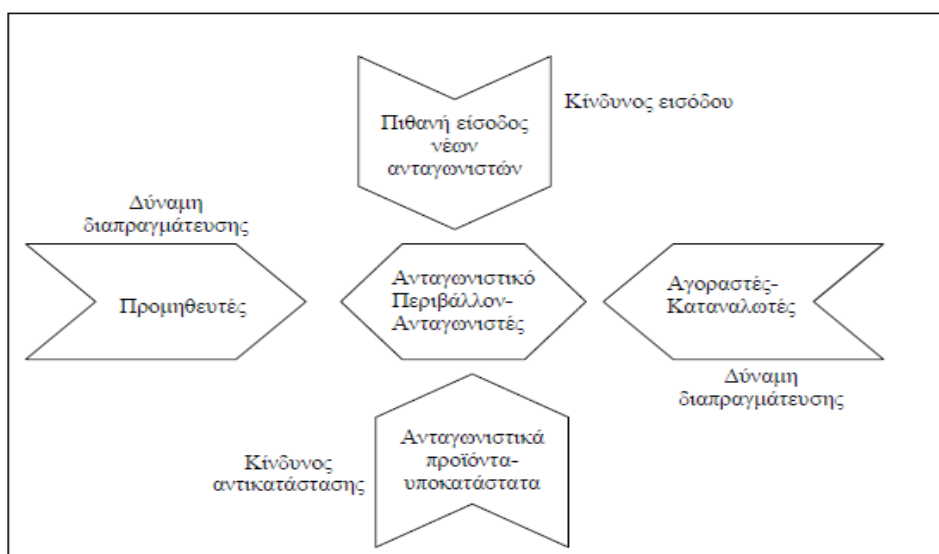 Κίνδυνος εισόδου
Πιθανή είσοδος
νέων
ανταγωνιστών
Δύναμη
διαπραγμάτευσης
Προμηθευτές
Ανταγωνιστικό
Περιβάλλον-
Ανταγωνιστές
Αγοραστές-
Καταναλωτές
Δύναμη
διαπραγμάτευσης
Κίνδυνος
αντικατάστασης
Ανταγωνιστικά
προϊόντα-
υποκατάστατα